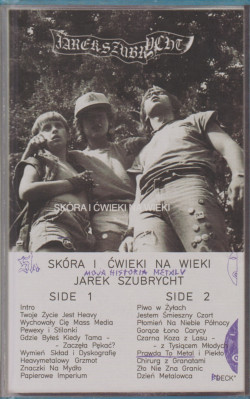 JAREK SZUBRYCHT
SKÓRA I ĆWIEKI NA WIEKI
SKÓRA I ĆWIEKI NA WIEKI
MOJA HISTORIA METALU
JAREK SZUBRYCHT
SIDE 1
Intro
Twoje Życie Jest Heavy
Wychowały Cię Mass Media
Pewexy i Stilonki
Gdzie Byłeś Kiedy Tama -
- Zaczęła Pękać?
Wymień Skład i Dyskografię
Heavymetalowy Grzmot
Znaczki Na Mydło
Papierowe Imperium
SIDE 2
Piwo w Żyłach
Jestem Śmieszny Czort
Płomień Na Niebie Północy
Gorące Lato Carycy
Czarna Koza z Lasu -
- z Tysiącem Młodych
Prawda To Metal i Piekło
Chirurg z Granatami
Zło Nie Zna Granic
Dzień Metalowca